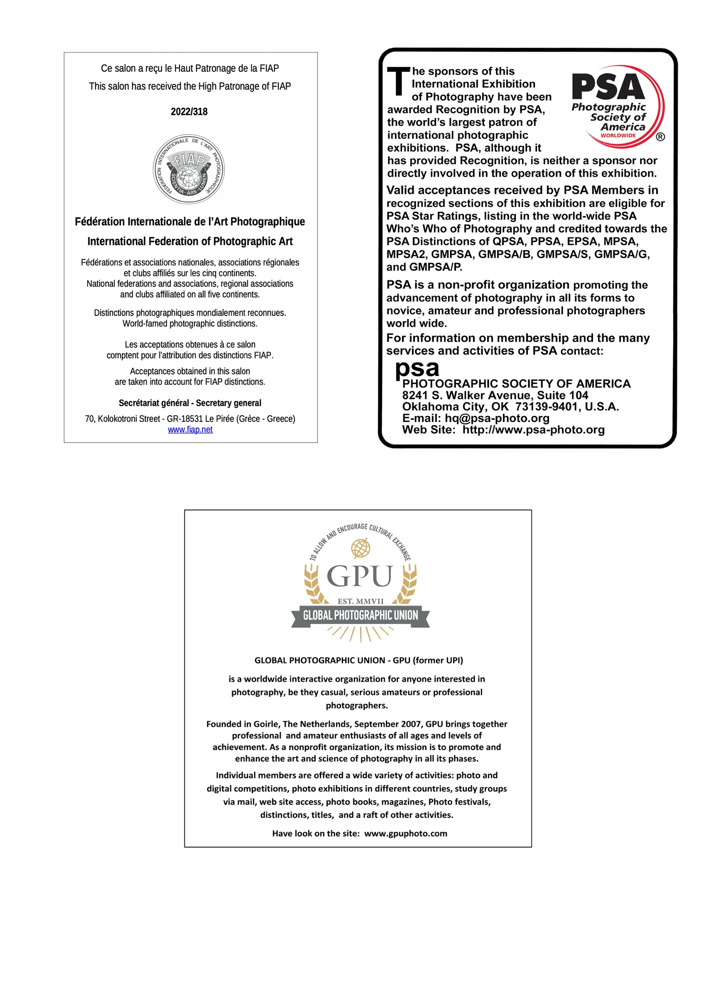 Ce salon a reçu le Haut Patronage de la FIAP
This salon has received the High Patronage of FIAP
2022/318
FEDERATION INTERNATIONALE DE L'ART PHOTOGRAPHIQUE
FIAP
SCIENTIA · ARS · LUMEN
Fédération Internationale de l’Art Photographique
International Federation of Photographic Art
Fédérations et associations nationales, associations régionales
et clubs affiliés sur les cinq continents.
National federations and associations, regional associations
and clubs affiliated on all five continents.
Distinctions photographiques mondialement reconnues.
World-famed photographic distinctions.
Les acceptations obtenues à ce salon
comptent pour l’attribution des distinctions FIAP.
Acceptances obtained in this salon
are taken into account for FIAP distinctions.
Secrétariat général - Secretary general
70, Kolokotroni Street - GR-18531 Le Pirée (Grèce - Greece)
www.fiap.net
The sponsors of this
International Exhibition
of Photography have been
awarded Recognition by PSA,
the world’s largest patron of
international photographic
exhibitions.  PSA, although it
has provided Recognition, is neither a sponsor nor
directly involved in the operation of this exhibition.
PSA
Photographic
Society of
America
WORLDWIDE
®
Valid acceptances received by PSA Members in
recognized sections of this exhibition are eligible for
PSA Star Ratings, listing in the world-wide PSA
Who’s Who of Photography and credited towards the
PSA Distinctions of QPSA, PPSA, EPSA, MPSA,
MPSA2, GMPSA, GMPSA/B, GMPSA/S, GMPSA/G,
and GMPSA/P.
PSA is a non-profit organization promoting the
advancement of photography in all its forms to
novice, amateur and professional photographers
world wide.
For information on membership and the many
services and activities of PSA contact:
psa
PHOTOGRAPHIC SOCIETY OF AMERICA
8241 S. Walker Avenue, Suite 104
Oklahoma City, OK  73139-9401, U.S.A.
E-mail: hq@psa-photo.org
Web Site:  http://www.psa-photo.org
TO ALLOW AND ENCOURAGE CULTURAL EXCHANGE
GPU
EST. MMVII
GLOBAL PHOTOGRAPHIC UNION
GLOBAL PHOTOGRAPHIC UNION - GPU (former UPI)
is a worldwide interactive organization for anyone interested in
photography, be they casual, serious amateurs or professional
photographers.
Founded in Goirle, The Netherlands, September 2007, GPU brings together
professional  and amateur enthusiasts of all ages and levels of
achievement. As a nonprofit organization, its mission is to promote and
enhance the art and science of photography in all its phases.
Individual members are offered a wide variety of activities: photo and
digital competitions, photo exhibitions in different countries, study groups
via mail, web site access, photo books, magazines, Photo festivals,
distinctions, titles,  and a raft of other activities.
Have look on the site:  www.gpuphoto.com